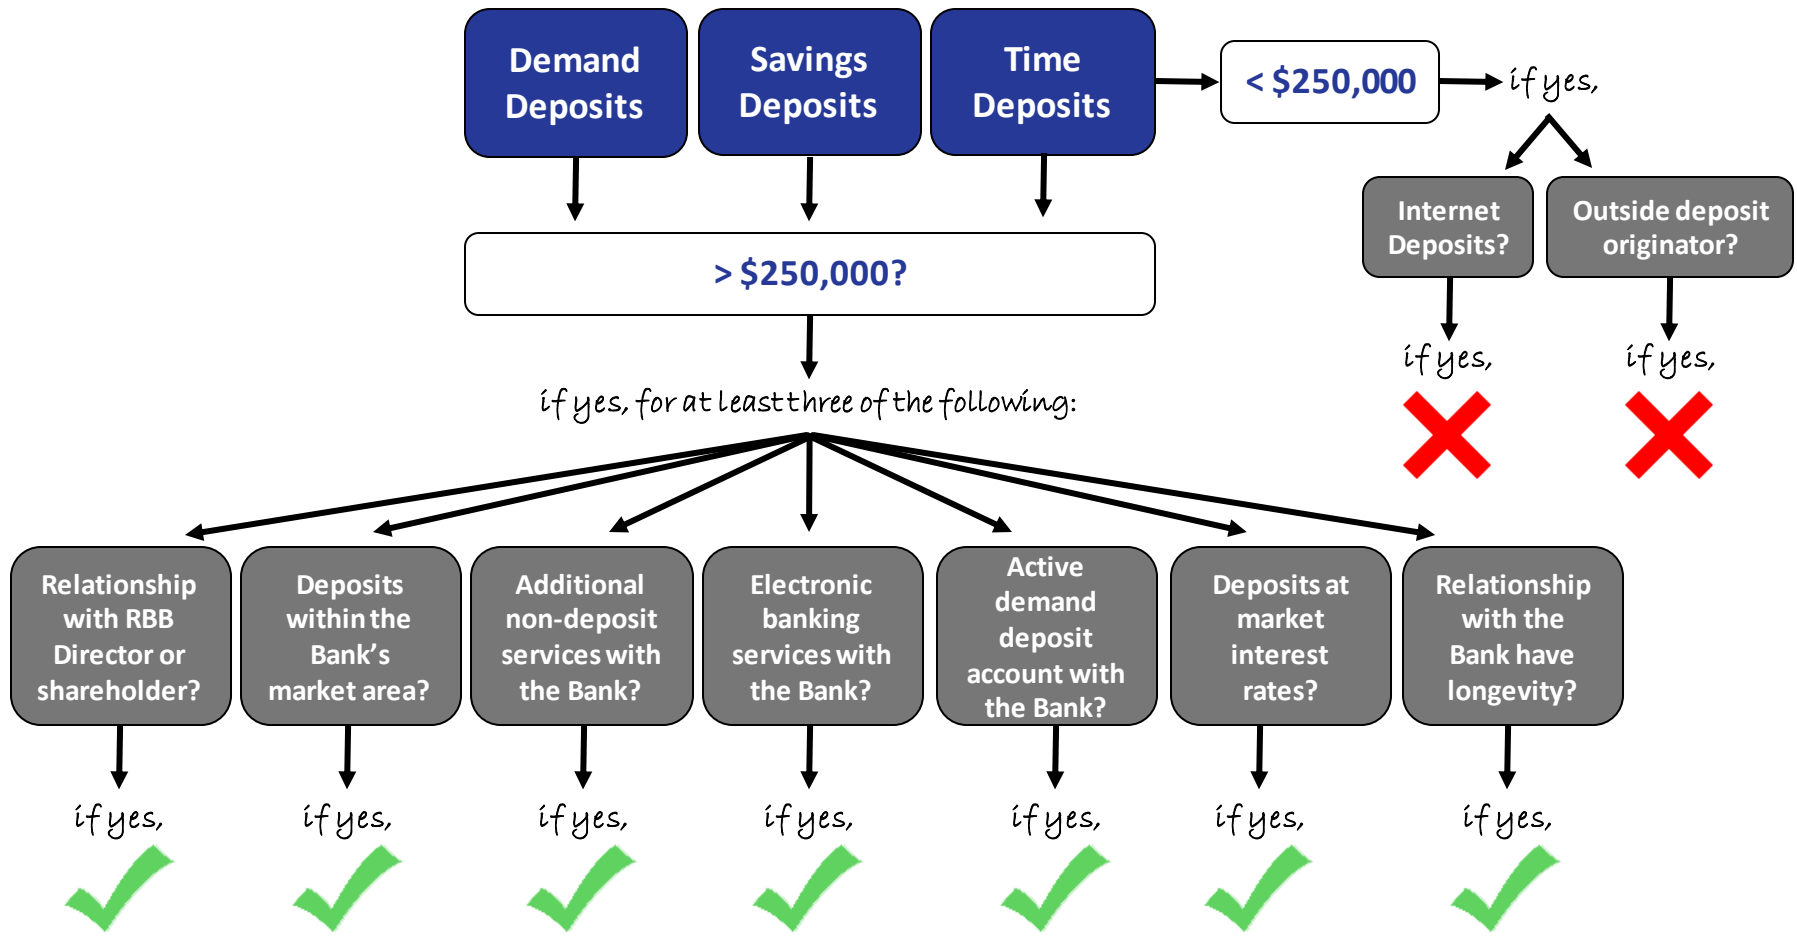 Demand
Deposits
Savings
Deposits
Time
Deposits
< $250,000
if yes,
Internet
Deposits?
Outside deposit
originator?
> $250,000?
if yes,
if yes,
if yes, for at least three of the following:
Relationship
with RBB
Director or
shareholder?
Deposits
within the
Bank's
market area?
Additional
non-deposit
services with
the Bank?
Electronic
banking
services with
the Bank?
Active
demand
deposit
account with
the Bank?
Deposits at
market
interest
rates?
Relationship
with the
Bank have
longevity?
if yes,
if yes,
if yes,
if yes,
if yes,
if yes,
if yes,